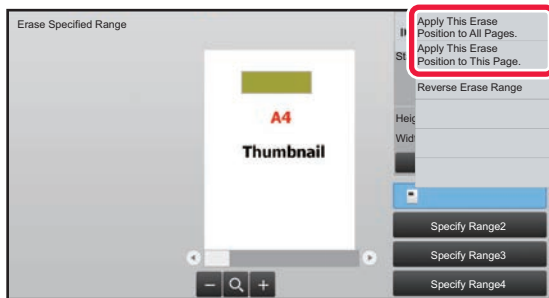 Erase Specified Range
Apply This Erase
Position to All Pages.
Apply This Erase
Position to This Page.
Reverse Erase Range
A4
Thumbnail
Specify Range2
Specify Range3
Specify Range4